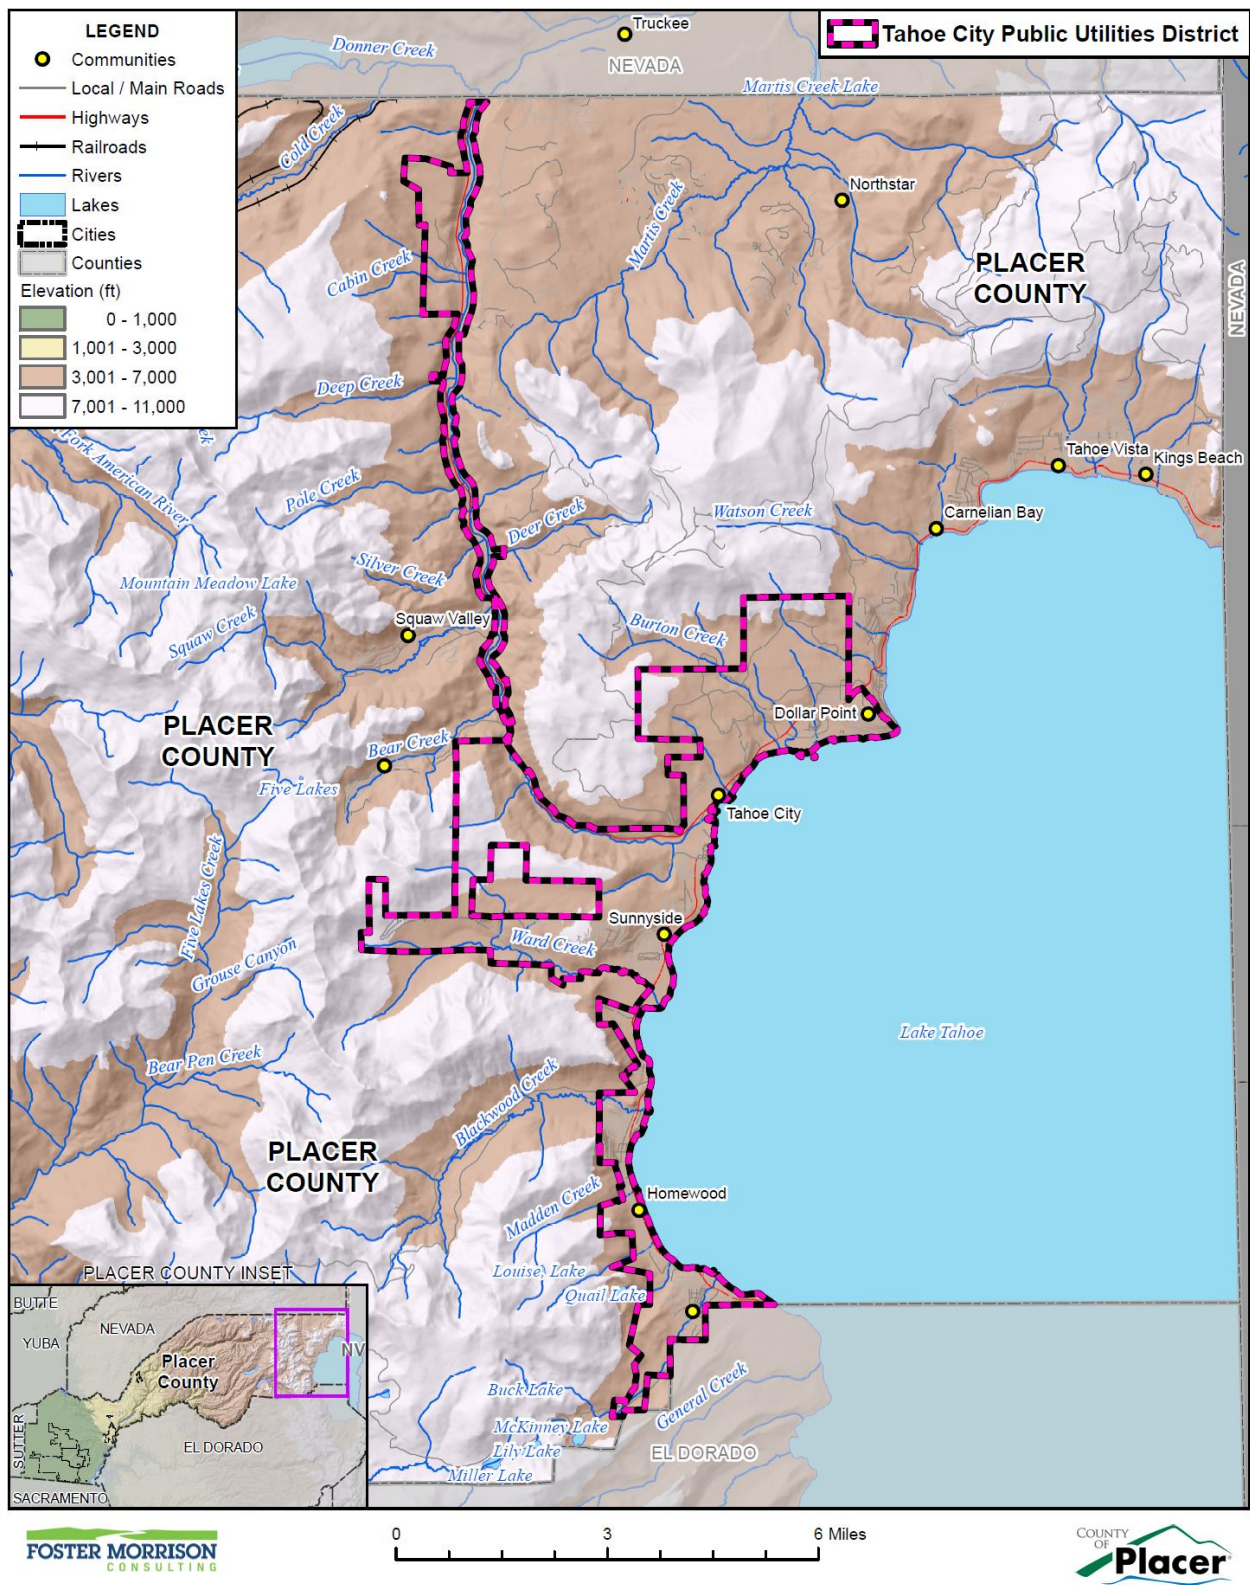 LEGEND
Communities
Local / Main Roads
Highways
Railroads
Rivers
Lakes
Cities
Counties
Elevation (ft)
0 - 1,000
1,001 - 3,000
3,001 - 7,000
7,001 - 11,000
Tahoe City Public Utilities District
Truckee
Donner Creek
NEVADA
Martis Creek Lake
Cold Creek
Northstar
Martis Creek
PLACER
COUNTY
NEVADA
Cabin Creek
Deep Creek
Fork American River
ek
Tahoe Vista
Kings Beach
Pole Creek
Deer Creek
Watson Creek
Carnelian Bay
Silver Creek
Mountain Meadow Lake
Squaw Creek
Squaw Valley
Burton Creek
PLACER
COUNTY
Dollar Point
Bear Creek
Five Lakes
Tahoe City
Five Lakes Creek
Sunnyside
Ward Creek
Grouse Canyon
Lake Tahoe
Bear Pen Creek
Blackwood Creek
PLACER
COUNTY
Homewood
Madden Creek
Louise, Lake
Quail Lake
Buck Lake
General Creek
McKinney Lake
Lily Lake
EL DORADO
Miller Lake
PLACER COUNTY INSET
BUTTE
YUBA
NEVADA
NV
Placer
County
SUTTER
EL DORADO
SACRAMENTO
FOSTER MORRISON
CONSULTING
0 3 6 Miles
COUNTY
OF
Placer